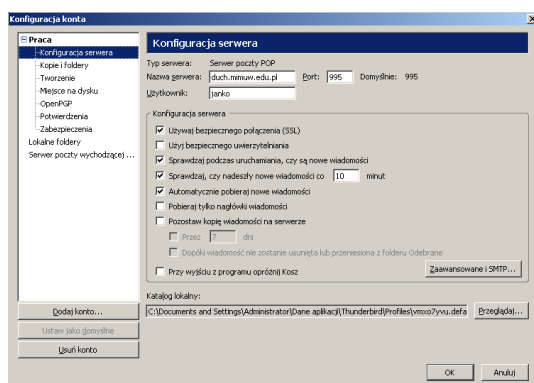 Konfiguracja konta
Praca
Konfiguracja serwera
Kopie i foldery
Tworzenie
Miejsce na dysku
OpenPGP
Potwierdzenia
Zabezpieczenia
Lokalne foldery
Serwer poczty wychodzącej ...
Dodaj konto...
Ustaw jako domyślne
Usuń konto
Konfiguracja serwera
Typ serwera: Serwer poczty POP
Nazwa serwera: duch.mimuw.edu.pl Port: 995 Domyślnie: 995
Użytkownik: janko
Konfiguracja serwera
Używaj bezpiecznego połączenia (SSL)
Użyj bezpiecznego uwierzytelniania
Sprawdzaj podczas uruchamiania, czy są nowe wiadomości
Sprawdzaj, czy nadeszły nowe wiadomości co 10 minut
Automatycznie pobieraj nowe wiadomości
Pobieraj tylko nagłówki wiadomości
Pozostaw kopię wiadomości na serwerze
Przez 7 dni
Dopóki wiadomość nie zostanie usunięta lub przeniesiona z folderu Odebrane
Przy wyjściu z programu opróżnij Kosz
Zaawansowane i SMTP...
Katalog lokalny:
C:\Documents and Settings\Administrator\Dane aplikacji\Thunderbird\Profiles\vmxo7yvu.defa
Przeglądaj...
OK Anuluj